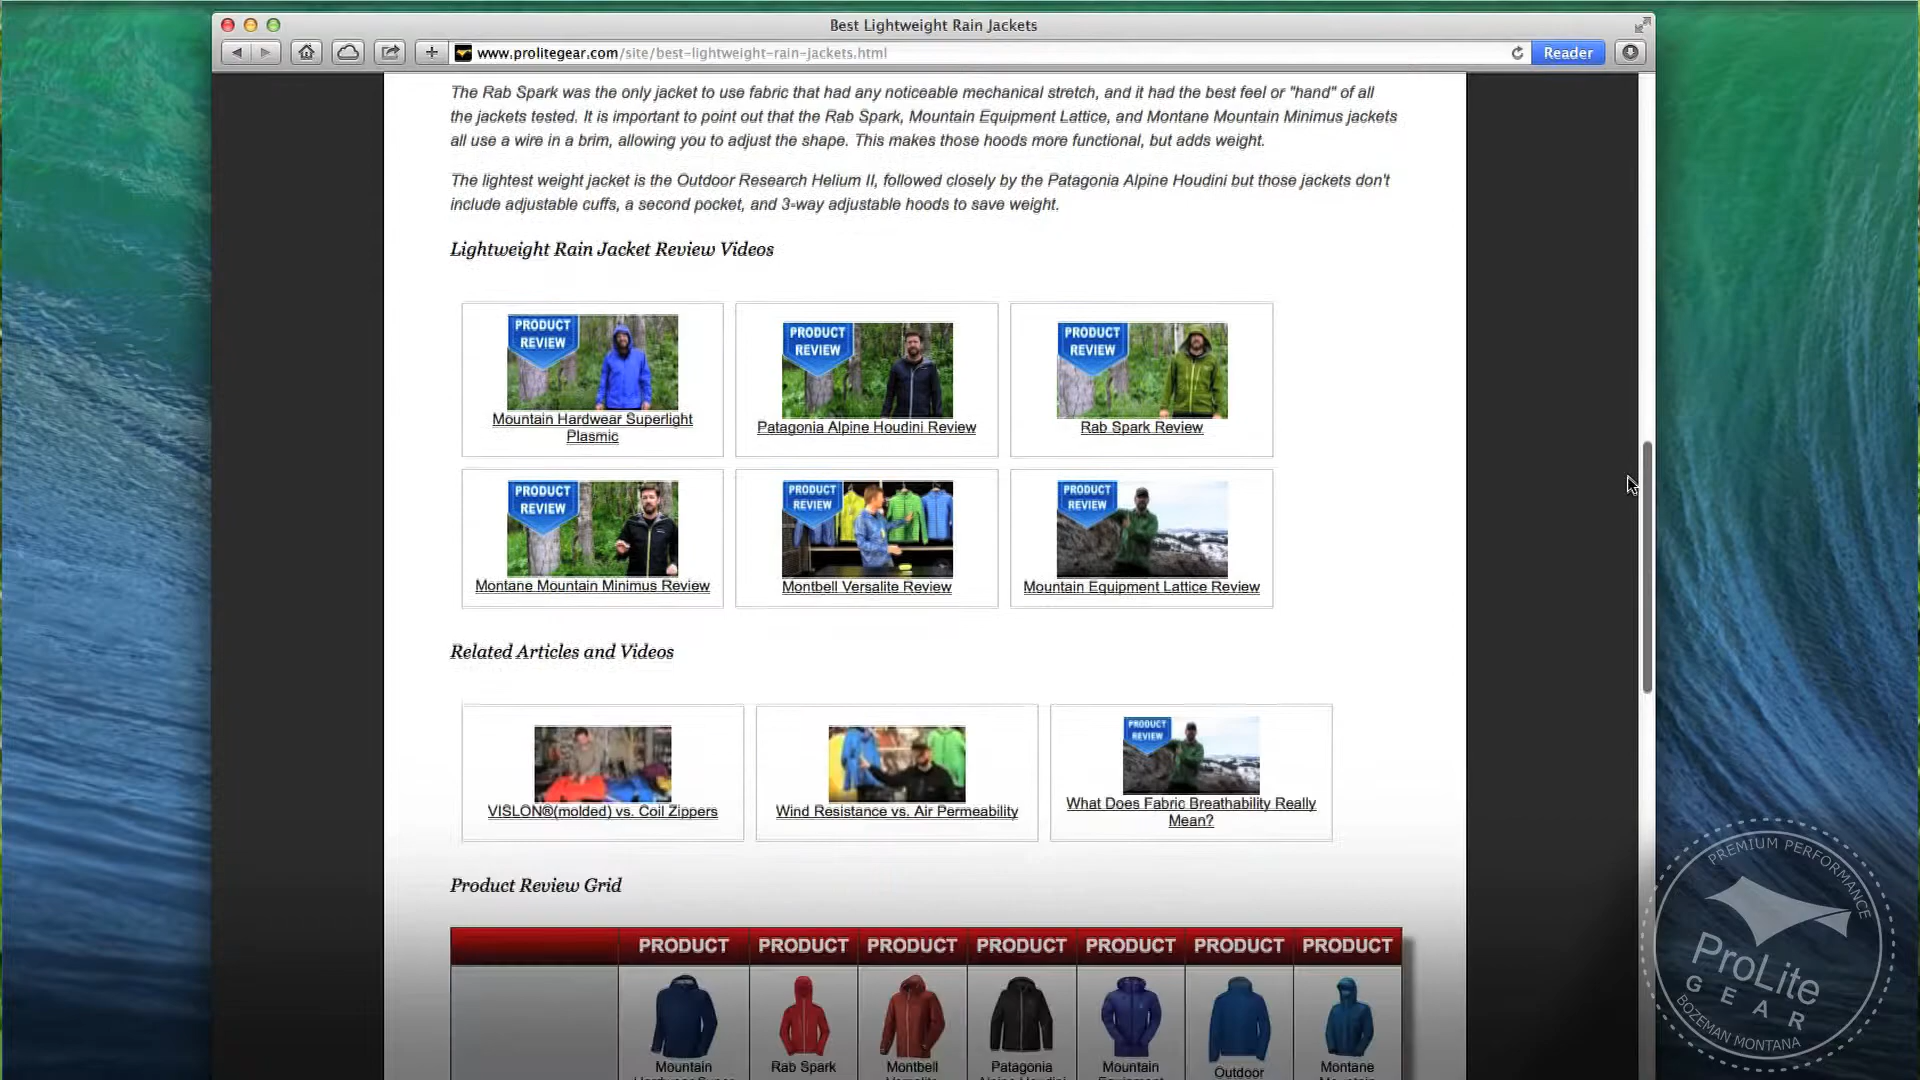 Best Lightweight Rain Jackets
www.prolitegear.com/site/best-lightweight-rain-jackets.html
Reader
The Rab Spark was the only jacket to use fabric that had any noticeable mechanical stretch, and it had the best feel or "hand" of all
the jackets tested. It is important to point out that the Rab Spark, Mountain Equipment Lattice, and Montane Mountain Minimus jackets
all use a wire in a brim, allowing you to adjust the shape. This makes those hoods more functional, but adds weight.
The lightest weight jacket is the Outdoor Research Helium II, followed closely by the Patagonia Alpine Houdini but those jackets don't
include adjustable cuffs, a second pocket, and 3-way adjustable hoods to save weight.
Lightweight Rain Jacket Review Videos
PRODUCT
REVIEW
PRODUCT
REVIEW
PRODUCT
REVIEW
Mountain Hardwear Superlight
Plasmic
Patagonia Alpine Houdini Review
Rab Spark Review
PRODUCT
REVIEW
PRODUCT
REVIEW
PRODUCT
REVIEW
Montane Mountain Minimus Review
Montbell Versalite Review
Mountain Equipment Lattice Review
Related Articles and Videos
PRODUCT
REVIEW
VISLON®(molded) vs. Coil Zippers
Wind Resistance vs. Air Permeability
What Does Fabric Breathability Really
Mean?
Product Review Grid
PRODUCT PRODUCT PRODUCT PRODUCT PRODUCT PRODUCT PRODUCT
Mountain Rab Spark Montbell Patagonia Mountain Outdoor Montane
PREMIUM PERFORMANCE
ProLite
GEAR
BOZEMAN MONTANA